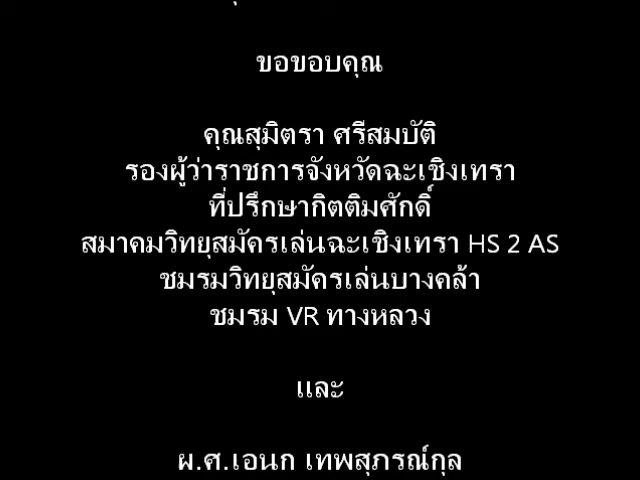 ขอขอบคุณ
คุณสุมิตรา ศรีสมบัติ
รองผู้ว่าราชการจังหวัดฉะเชิงเทรา
ที่ปรึกษากิตติมศักดิ์
สมาคมวิทยุสมัครเล่นฉะเชิงเทรา HS 2 AS
ชมรมวิทยุสมัครเล่นบางคล้า
ชมรม VR ทางหลวง
และ
ผ.ศ.เอนก เทพสุภรณ์กุล